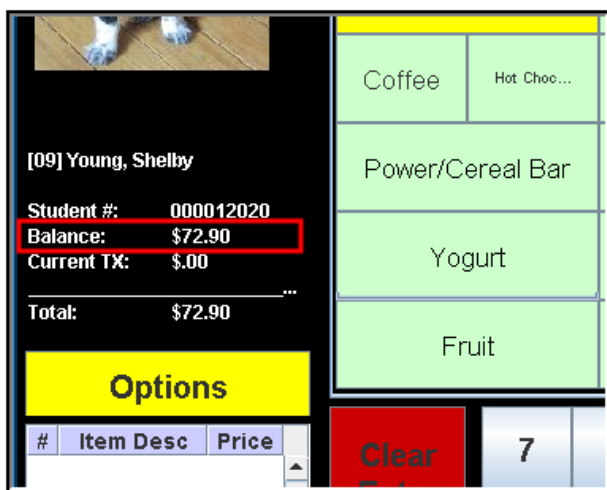 [09] Young, Shelby
Student #: 000012020
Balance: $72.90
Current TX: $.00
...
Total: $72.90
Options
# Item Desc Price
Coffee
Hot Choc...
Power/Cereal Bar
Yogurt
Fruit
Clear
7